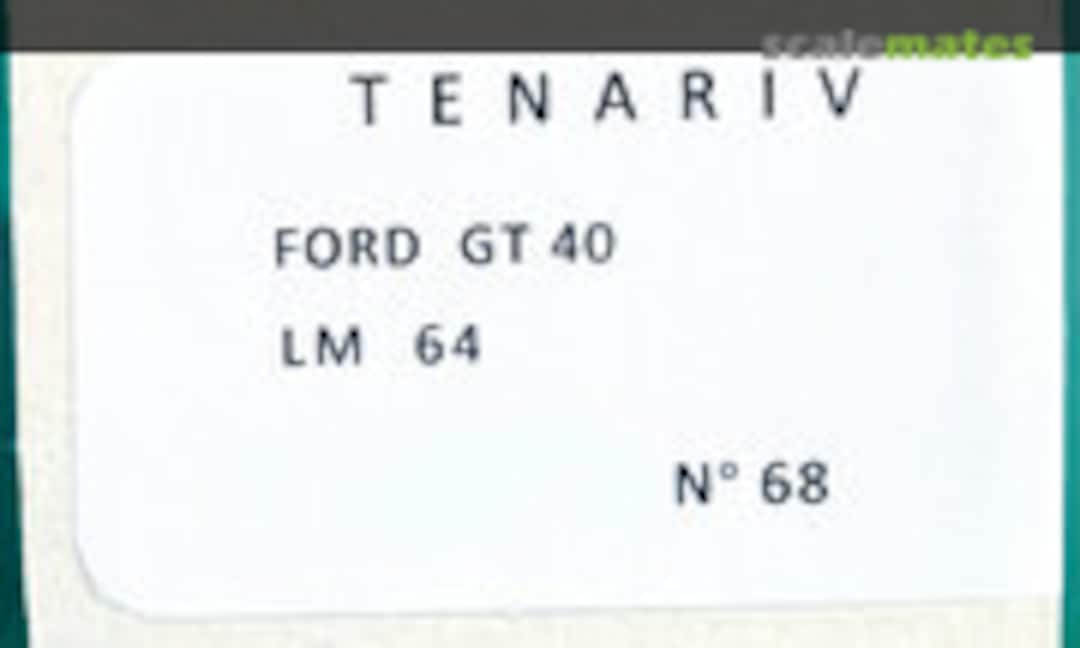 scalemates
T E N A R I V
FORD GT 40
LM 64
N° 68